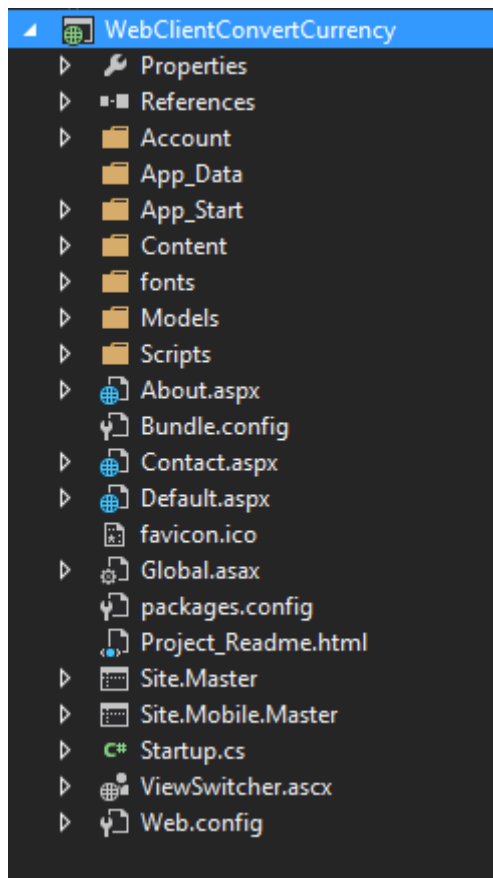 WebClientConvertCurrency
Properties
References
Account
App_Data
App_Start
Content
fonts
Models
Scripts
About.aspx
Bundle.config
Contact.aspx
Default.aspx
favicon.ico
Global.asax
packages.config
Project_Readme.html
Site.Master
Site.Mobile.Master
C# Startup.cs
ViewSwitcher.ascx
Web.config